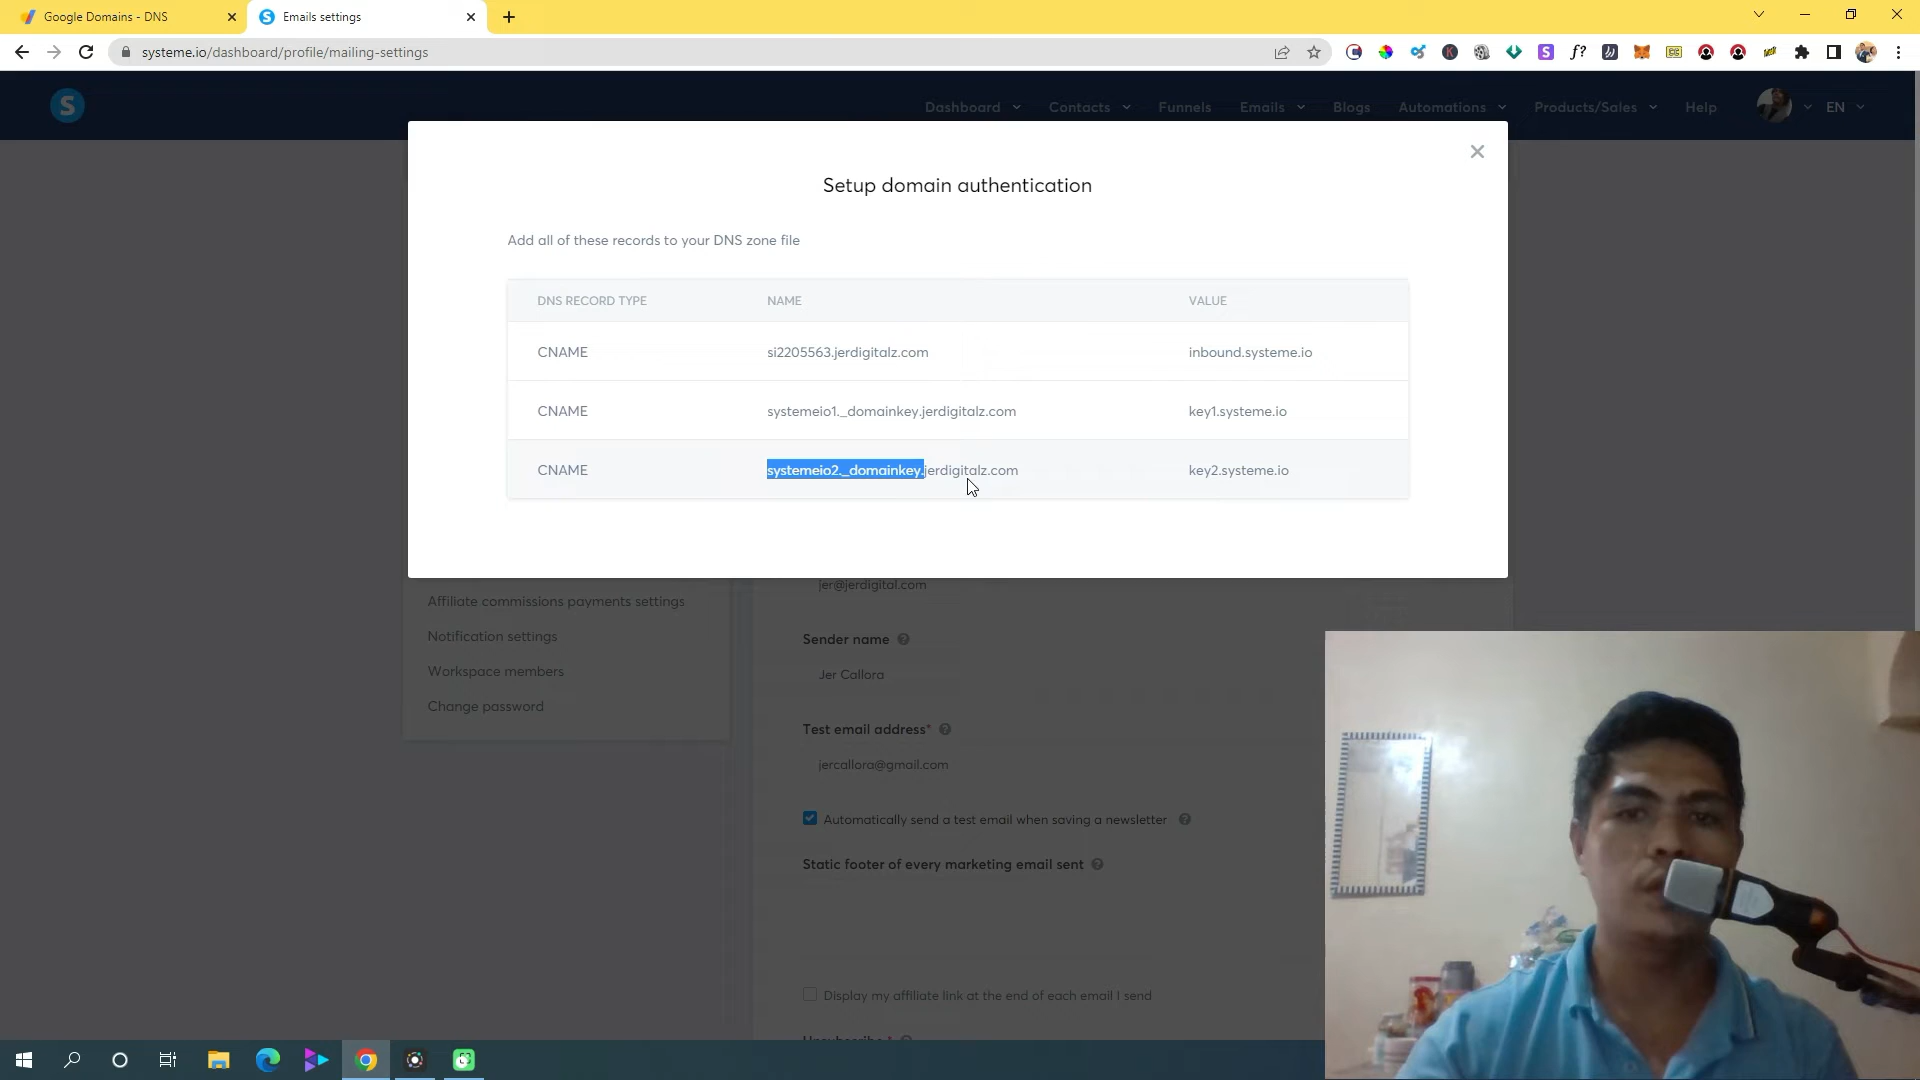 Google Domains - DNS
Emails settings
systeme.io/dashboard/profile/mailing-settings
S
Dashboard
Contacts
Funnels
Emails
Blogs
Automations
Products/Sales
Help
EN
Setup domain authentication
Add all of these records to your DNS zone file
DNS RECORD TYPE NAME VALUE
CNAME si2205563.jerdigitalz.com inbound.systeme.io
CNAME systemeio1._domainkey.jerdigitalz.com key1.systeme.io
CNAME systemeio2._domainkey.jerdigitalz.com key2.systeme.io
jer@jerdigital.com
Affiliate commissions payments settings
Notification settings
Workspace members
Change password
Sender name
Jer Callora
Test email address*
jercallora@gmail.com
Automatically send a test email when saving a newsletter
Static footer of every marketing email sent
Display my affiliate link at the end of each email I send